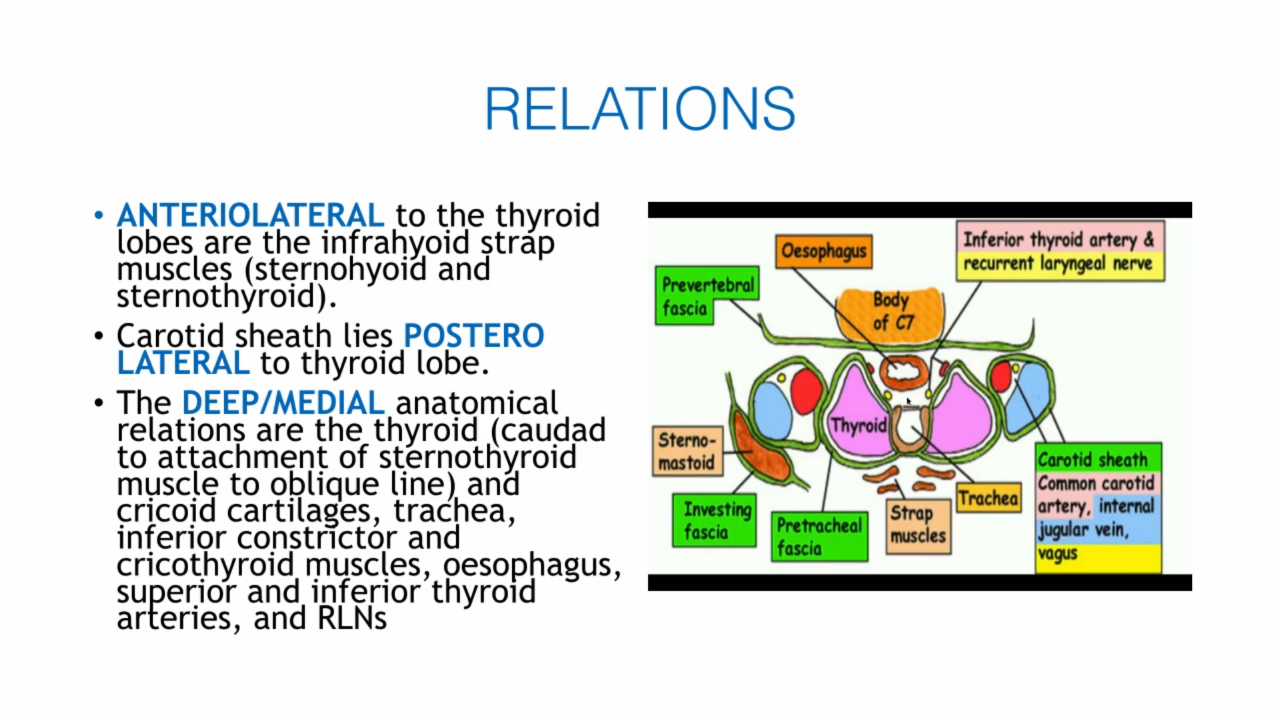 RELATIONS
• ANTERIOLATERAL to the thyroid
lobes are the infrahyoid strap
muscles (sternohyoid and
sternothyroid).
• Carotid sheath lies POSTERO
LATERAL to thyroid lobe.
• The DEEP/MEDIAL anatomical
relations are the thyroid (caudad
to attachment of sternothyroid
muscle to oblique line) and
cricoid cartilages, trachea,
inferior constrictor and
cricothyroid muscles, oesophagus,
superior and inferior thyroid
arteries, and RLNs
Oesophagus
Inferior thyroid artery &
recurrent laryngeal nerve
Prevertebral
fascia
Body
of C7
Thyroid
Sterno-
mastoid
Investing
fascia
Pretracheal
fascia
Strap
muscles
Trachea
Carotid sheath
Common carotid
artery, internal
jugular vein,
vagus